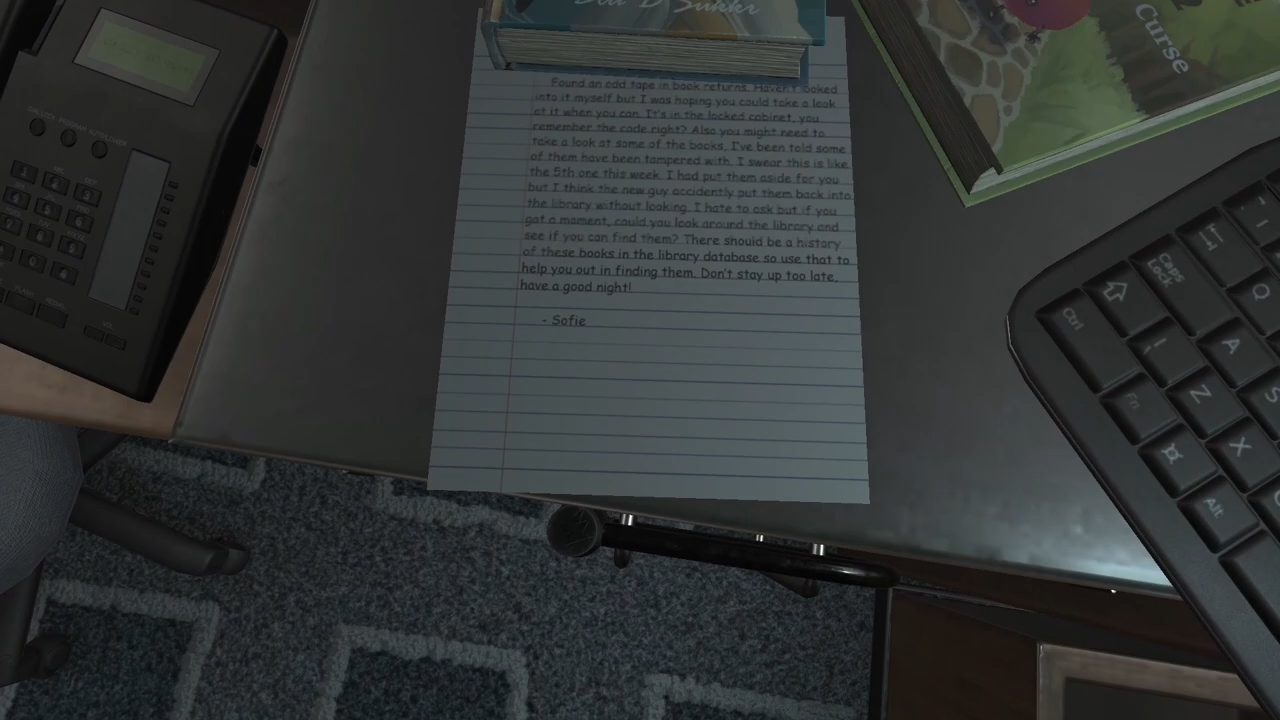 Found an odd tape in book returns. Haven't looked
into it myself but I was hoping you could take a look
at it when you can. It's in the locked cabinet, you
remember the code right? Also you might need to
take a look at some of the books, I've been told some
of them have been tampered with. I swear this is like
the 5th one this week. I had put them aside for you
but I think the new guy accidently put them back into
the library without looking. I hate to ask but if you
got a moment, could you look around the library and
see if you can find them? There should be a history
of these books in the library database so use that to
help you out in finding them. Don't stay up too late,
have a good night!
- Sofie
Curse
Caps
Lock
Q
Ctrl
!
A
S
Fn
Z
X
Alt